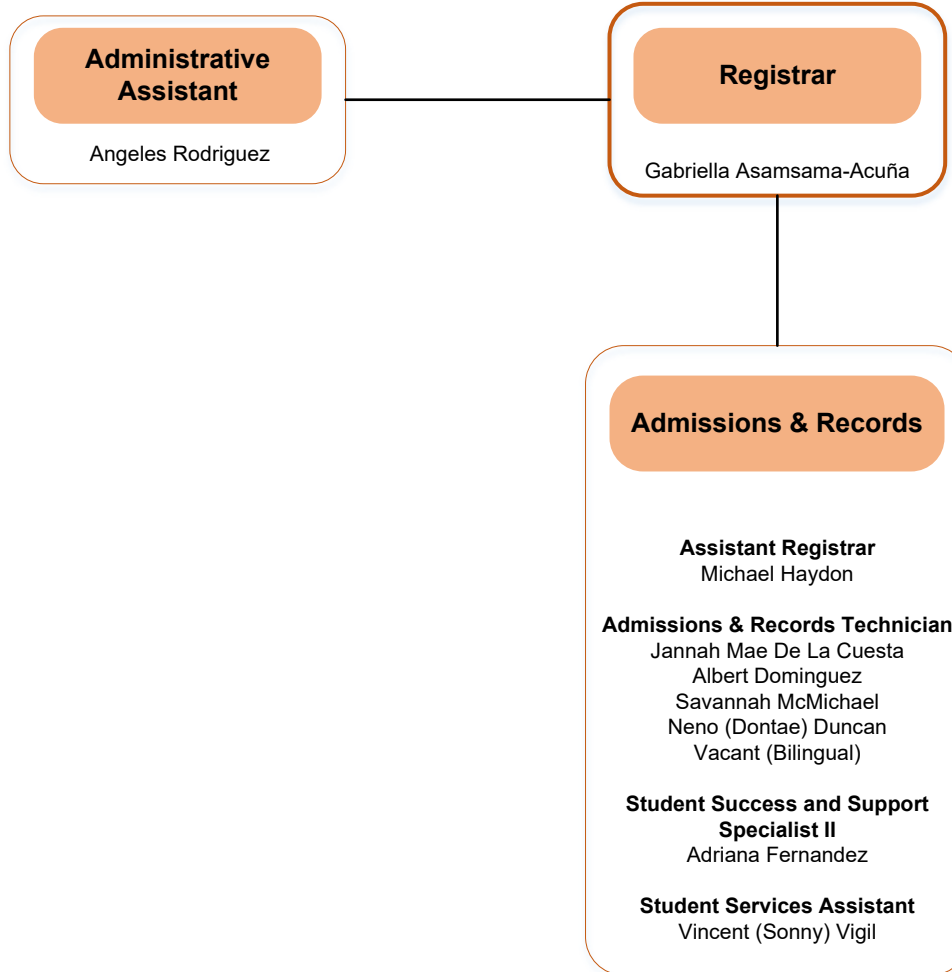 Administrative
Assistant
Angeles Rodriguez
Registrar
Gabriella Asamsama-Acuña
Admissions & Records
Assistant Registrar
Michael Haydon
Admissions & Records Technician
Jannah Mae De La Cuesta
Albert Dominguez
Savannah McMichael
Neno (Dontae) Duncan
Vacant (Bilingual)
Student Success and Support
Specialist II
Adriana Fernandez
Student Services Assistant
Vincent (Sonny) Vigil